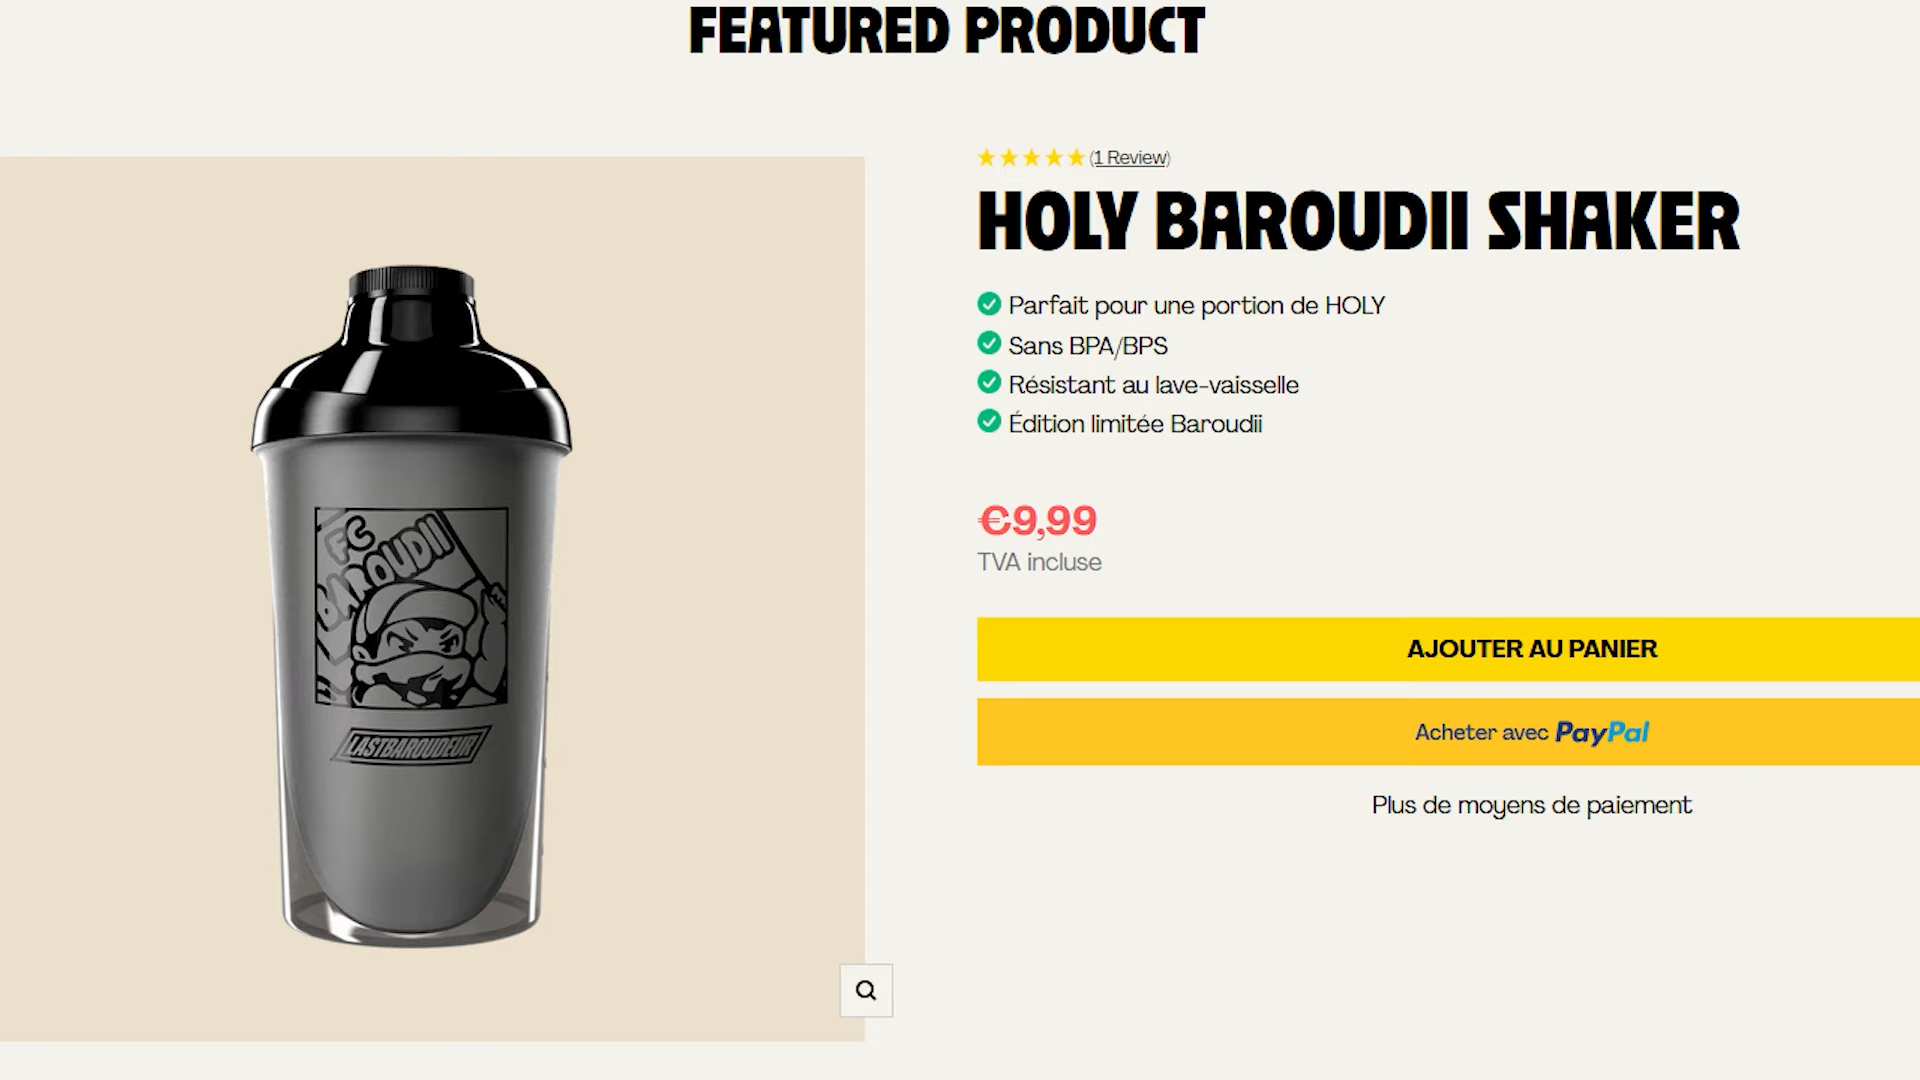 FEATURED PRODUCT
(1 Review)
HOLY BAROUDII SHAKER
Parfait pour une portion de HOLY
Sans BPA/BPS
Résistant au lave-vaisselle
Édition limitée Baroudii
€9,99
TVA incluse
AJOUTER AU PANIER
Acheter avec PayPal
Plus de moyens de paiement
FC
BAROUDII
LASTBAROUDEUR